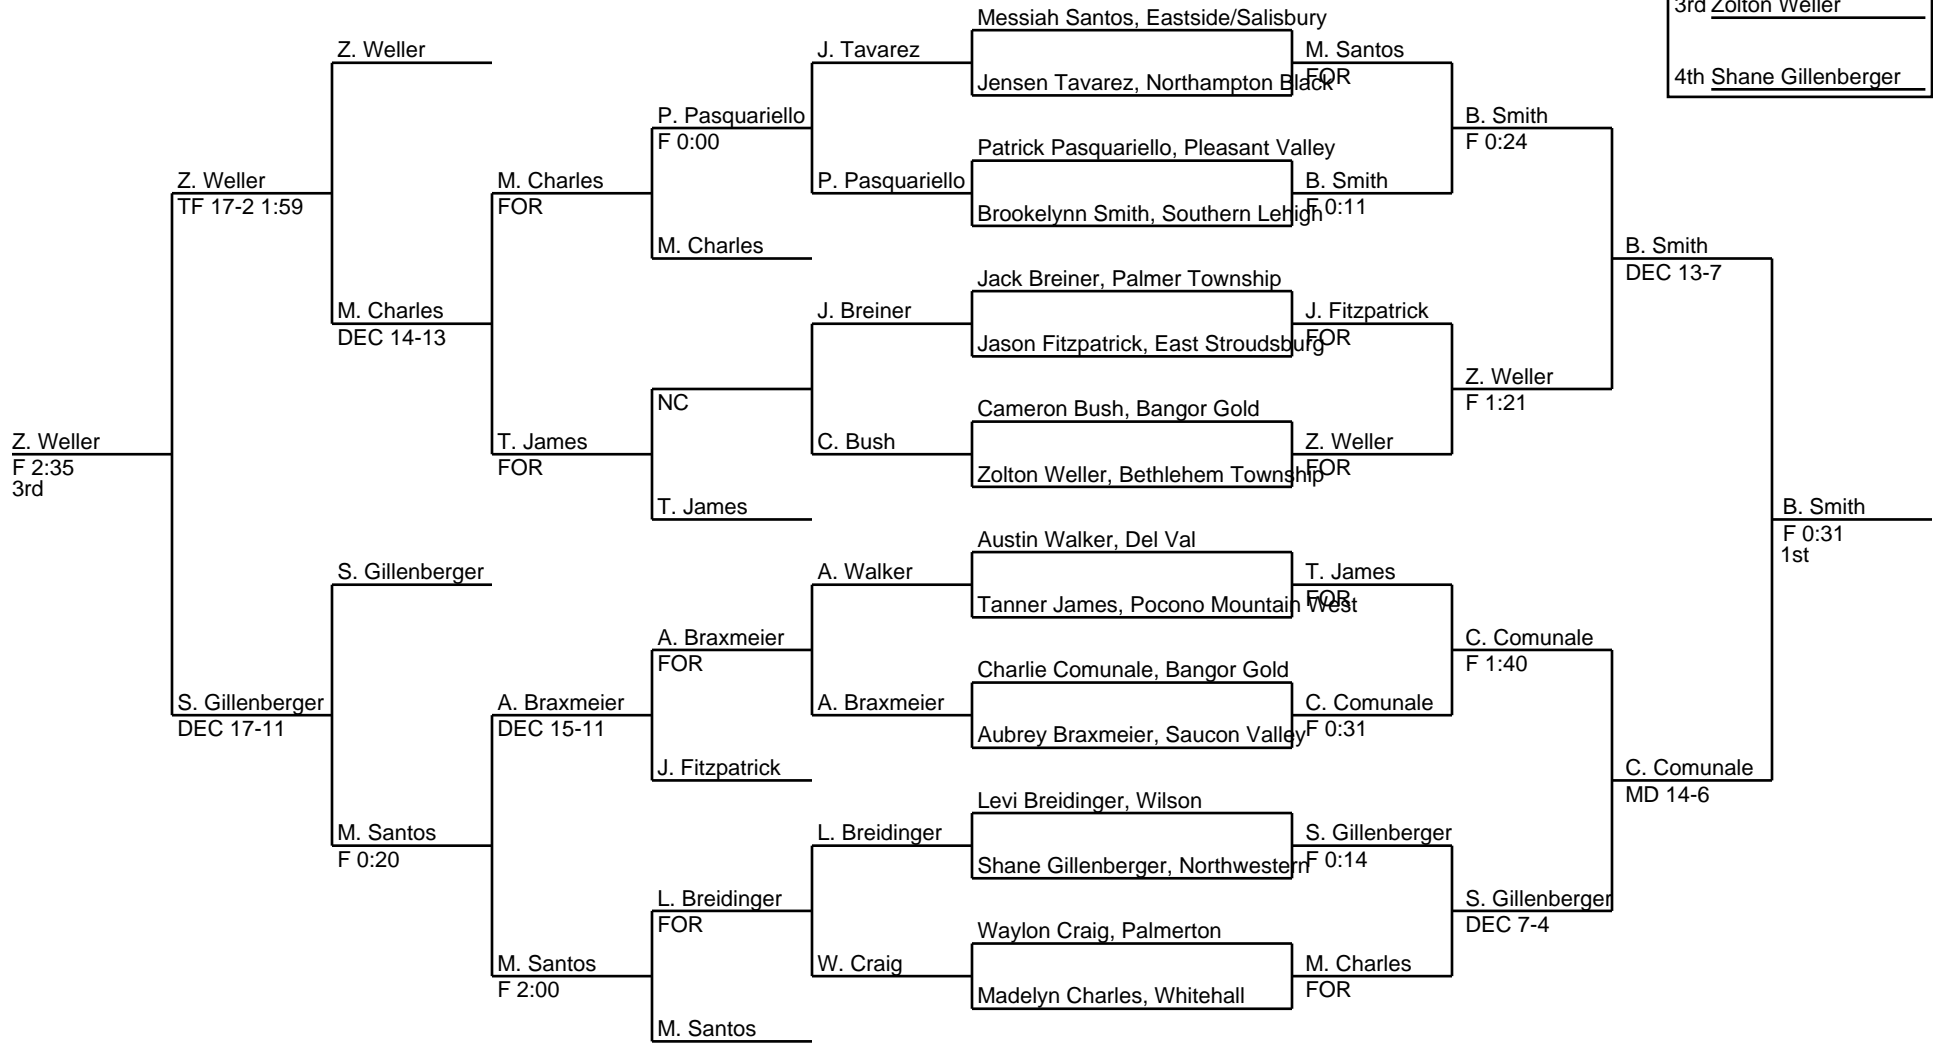 3rd Zolton Weller
4th Shane Gillenberger
Z. Weller
F 2:35
3rd
Z. Weller
TF 17-2 1:59
S. Gillenberger
DEC 17-11
Z. Weller
M. Charles
DEC 14-13
S. Gillenberger
M. Santos
F 0:20
M. Charles
FOR
T. James
FOR
A. Braxmeier
DEC 15-11
M. Santos
F 2:00
P. Pasquariello
F 0:00
M. Charles
NC
T. James
A. Braxmeier
FOR
J. Fitzpatrick
L. Breidinger
FOR
M. Santos
J. Tavarez
P. Pasquariello
J. Breiner
C. Bush
A. Walker
A. Braxmeier
L. Breidinger
W. Craig
Messiah Santos, Eastside/Salisbury
Jensen Tavarez, Northampton Black
Patrick Pasquariello, Pleasant Valley
Brookelynn Smith, Southern Lehigh
Jack Breiner, Palmer Township
Jason Fitzpatrick, East Stroudsburg
Cameron Bush, Bangor Gold
Zolton Weller, Bethlehem Township
Austin Walker, Del Val
Tanner James, Pocono Mountain West
Charlie Comunale, Bangor Gold
Aubrey Braxmeier, Saucon Valley
Levi Breidinger, Wilson
Shane Gillenberger, Northwestern
Waylon Craig, Palmerton
Madelyn Charles, Whitehall
M. Santos
FOR
B. Smith
F 0:11
J. Fitzpatrick
FOR
Z. Weller
FOR
T. James
FOR
C. Comunale
F 0:31
S. Gillenberger
F 0:14
M. Charles
FOR
B. Smith
F 0:24
Z. Weller
F 1:21
C. Comunale
F 1:40
S. Gillenberger
DEC 7-4
B. Smith
DEC 13-7
C. Comunale
MD 14-6
B. Smith
F 0:31
1st